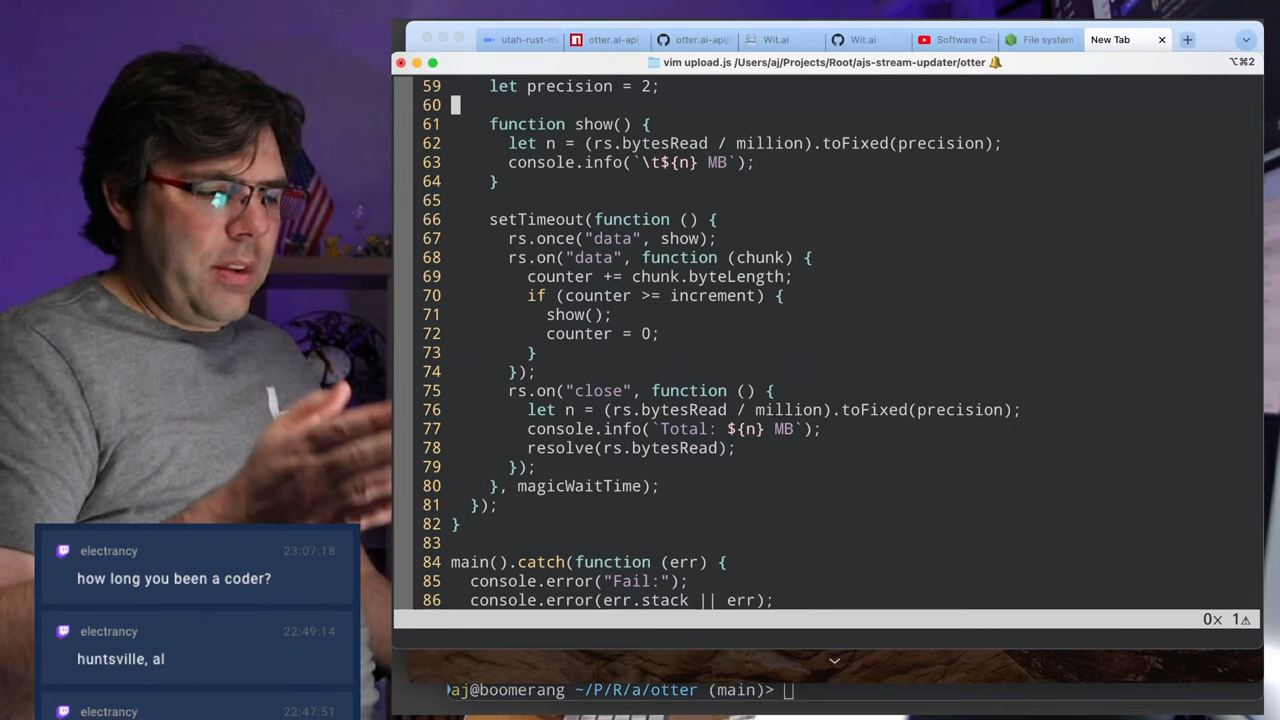 utah-rust-m
otter.ai-api
otter.ai-api/
Wit.ai
Wit.ai
Software Ca
File system
New Tab
vim upload.js /Users/aj/Projects/Root/ajs-stream-updater/otter
⌥⌘2
59 let precision = 2;
60
61 function show() {
62 let n = (rs.bytesRead / million).toFixed(precision);
63 console.info(`\t${n} MB`);
64 }
65
66 setTimeout(function () {
67 rs.once("data", show);
68 rs.on("data", function (chunk) {
69 counter += chunk.byteLength;
70 if (counter >= increment) {
71 show();
72 counter = 0;
73 }
74 });
75 rs.on("close", function () {
76 let n = (rs.bytesRead / million).toFixed(precision);
77 console.info(`Total: ${n} MB`);
78 resolve(rs.bytesRead);
79 });
80 }, magicWaitTime);
81 });
82 }
83
84 main().catch(function (err) {
85 console.error("Fail:");
86 console.error(err.stack || err);
0× 1⚠
aj@boomerang ~/P/R/a/otter (main)>
electrancy 23:07:18
how long you been a coder?
electrancy 22:49:14
huntsville, al
electrancy 22:47:51